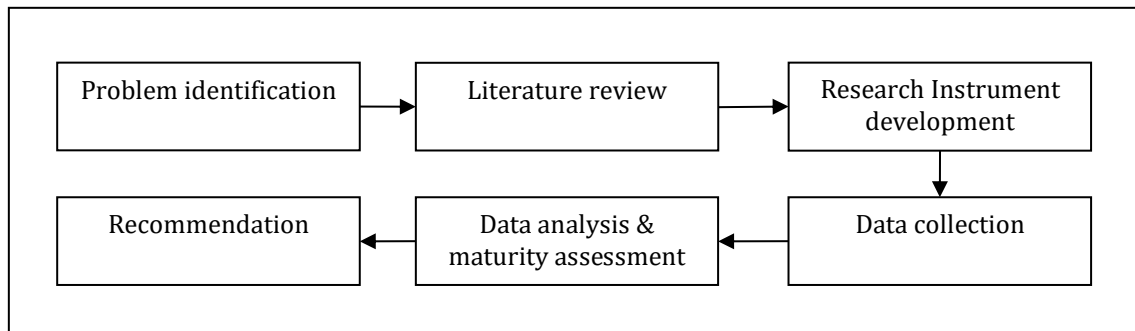 Problem identification
Literature review
Research Instrument
development
Recommendation
Data analysis &
maturity assessment
Data collection